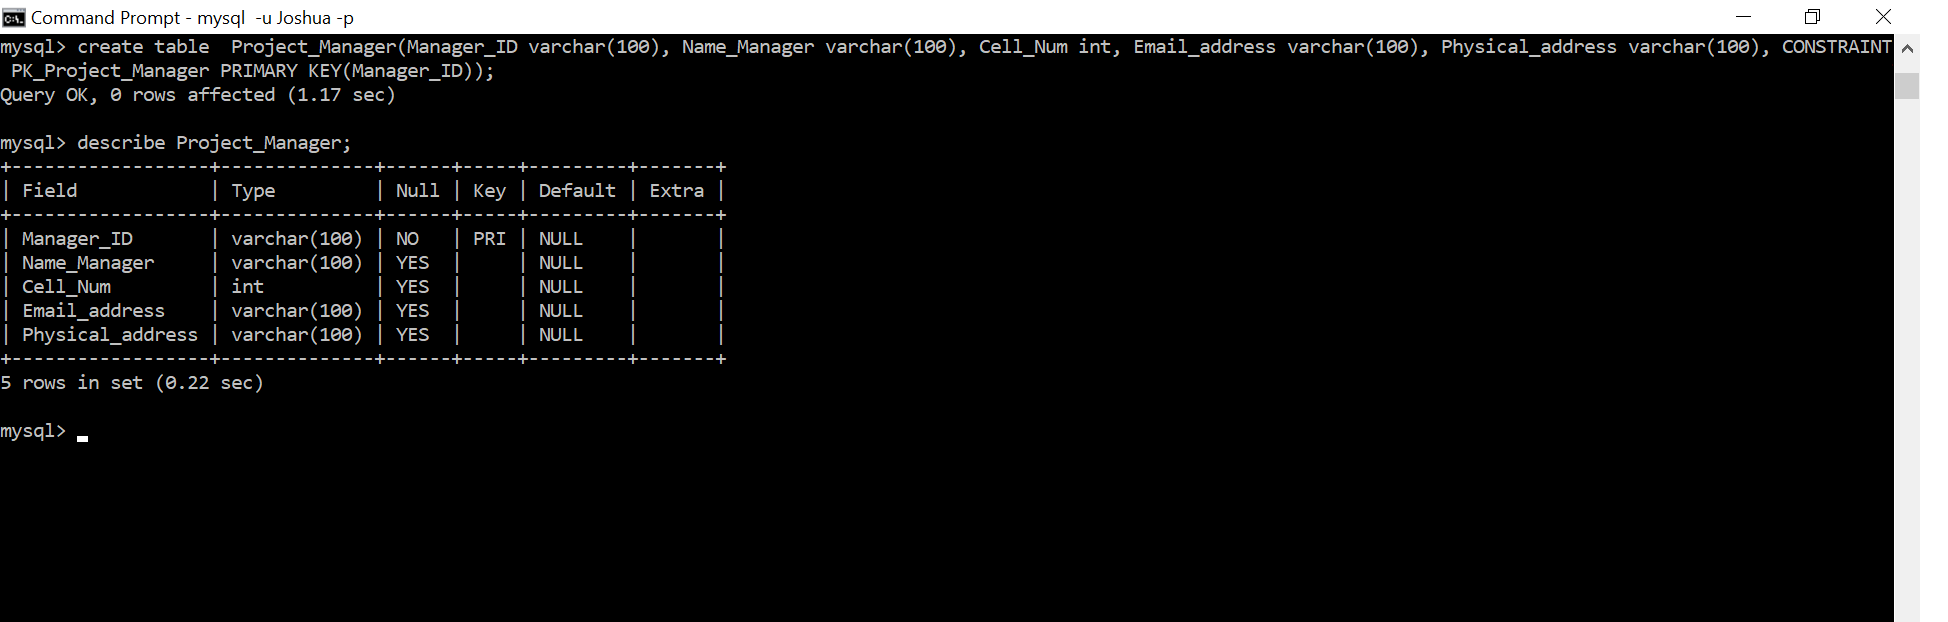 Command Prompt - mysql  -u Joshua -p
mysql> create table  Project_Manager(Manager_ID varchar(100), Name_Manager varchar(100), Cell_Num int, Email_address varchar(100), Physical_address varchar(100), CONSTRAINT
 PK_Project_Manager PRIMARY KEY(Manager_ID));
Query OK, 0 rows affected (1.17 sec)

mysql> describe Project_Manager;
+------------------+--------------+------+-----+---------+-------+
| Field            | Type         | Null | Key | Default | Extra |
+------------------+--------------+------+-----+---------+-------+
| Manager_ID       | varchar(100) | NO   | PRI | NULL    |       |
| Name_Manager     | varchar(100) | YES  |     | NULL    |       |
| Cell_Num         | int          | YES  |     | NULL    |       |
| Email_address    | varchar(100) | YES  |     | NULL    |       |
| Physical_address | varchar(100) | YES  |     | NULL    |       |
+------------------+--------------+------+-----+---------+-------+
5 rows in set (0.22 sec)

mysql>